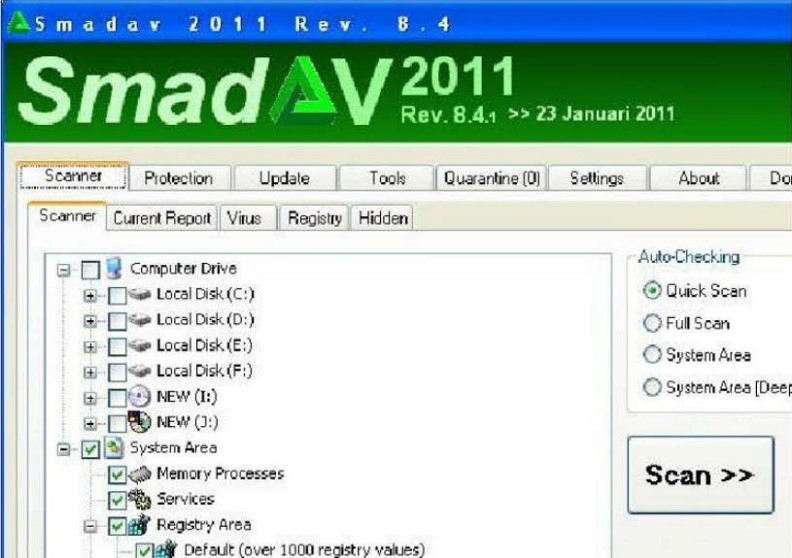 Smadav 2011 Rev. 8.4
SmadAV 2011
Rev. 8.4.1 >> 23 Januari 2011
Scanner Protection Update Tools Quarantine (0) Settings About
Scanner Current Report Virus Registry Hidden
Computer Drive
Local Disk (C:)
Local Disk (D:)
Local Disk (E:)
Local Disk (F:)
NEW (I:)
NEW (J:)
System Area
Memory Processes
Services
Registry Area
Default (over 1000 registry values)
Auto-Checking
Quick Scan
Full Scan
System Area
System Area [Deep
Scan >>